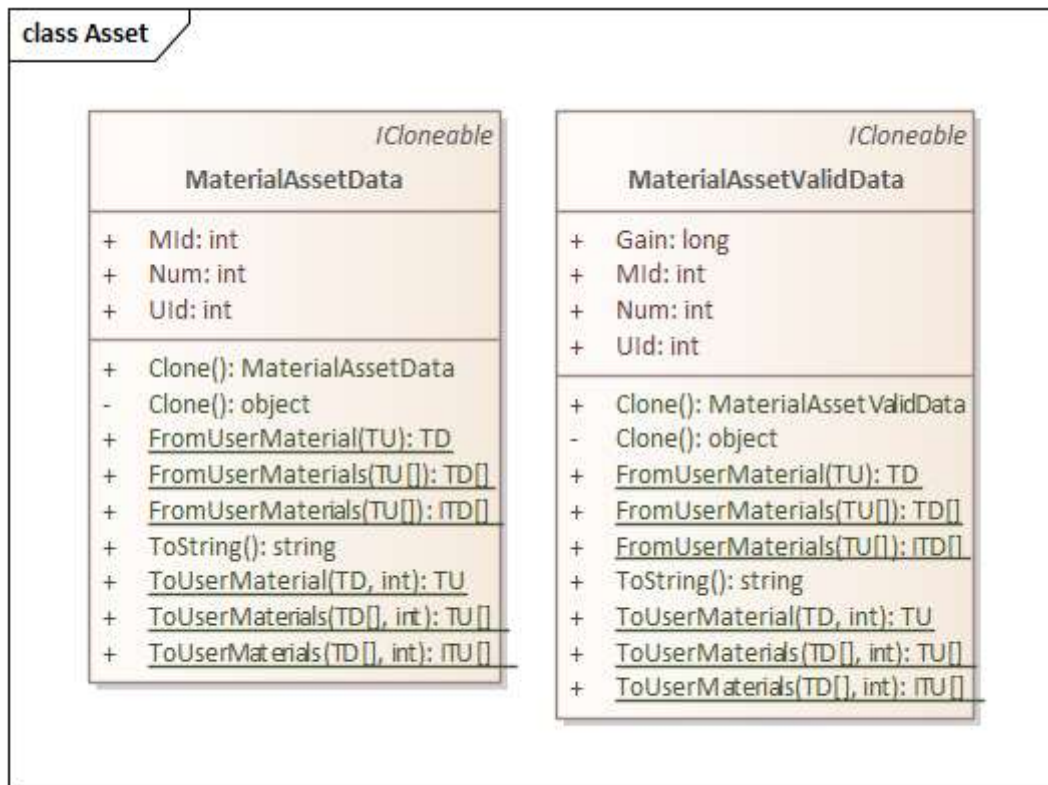 class Asset
ICloneable
MaterialAssetData
+ MId: int
+ Num: int
+ UId: int
+ Clone(): MaterialAssetData
- Clone(): object
+ FromUserMaterial(TU): TD
+ FromUserMaterials(TU[]): TD[]
+ FromUserMaterials(TU[]): ITD[]
+ ToString(): string
+ ToUserMaterial(TD, int): TU
+ ToUserMaterials(TD[], int): TU[]
+ ToUserMaterials(TD[], int): ITU[]
ICloneable
MaterialAssetValidData
+ Gain: long
+ MId: int
+ Num: int
+ UId: int
+ Clone(): MaterialAssetValidData
- Clone(): object
+ FromUserMaterial(TU): TD
+ FromUserMaterials(TU[]): TD[]
+ FromUserMaterials(TU[]): ITD[]
+ ToString(): string
+ ToUserMaterial(TD, int): TU
+ ToUserMaterials(TD[], int): TU[]
+ ToUserMaterials(TD[], int): ITU[]